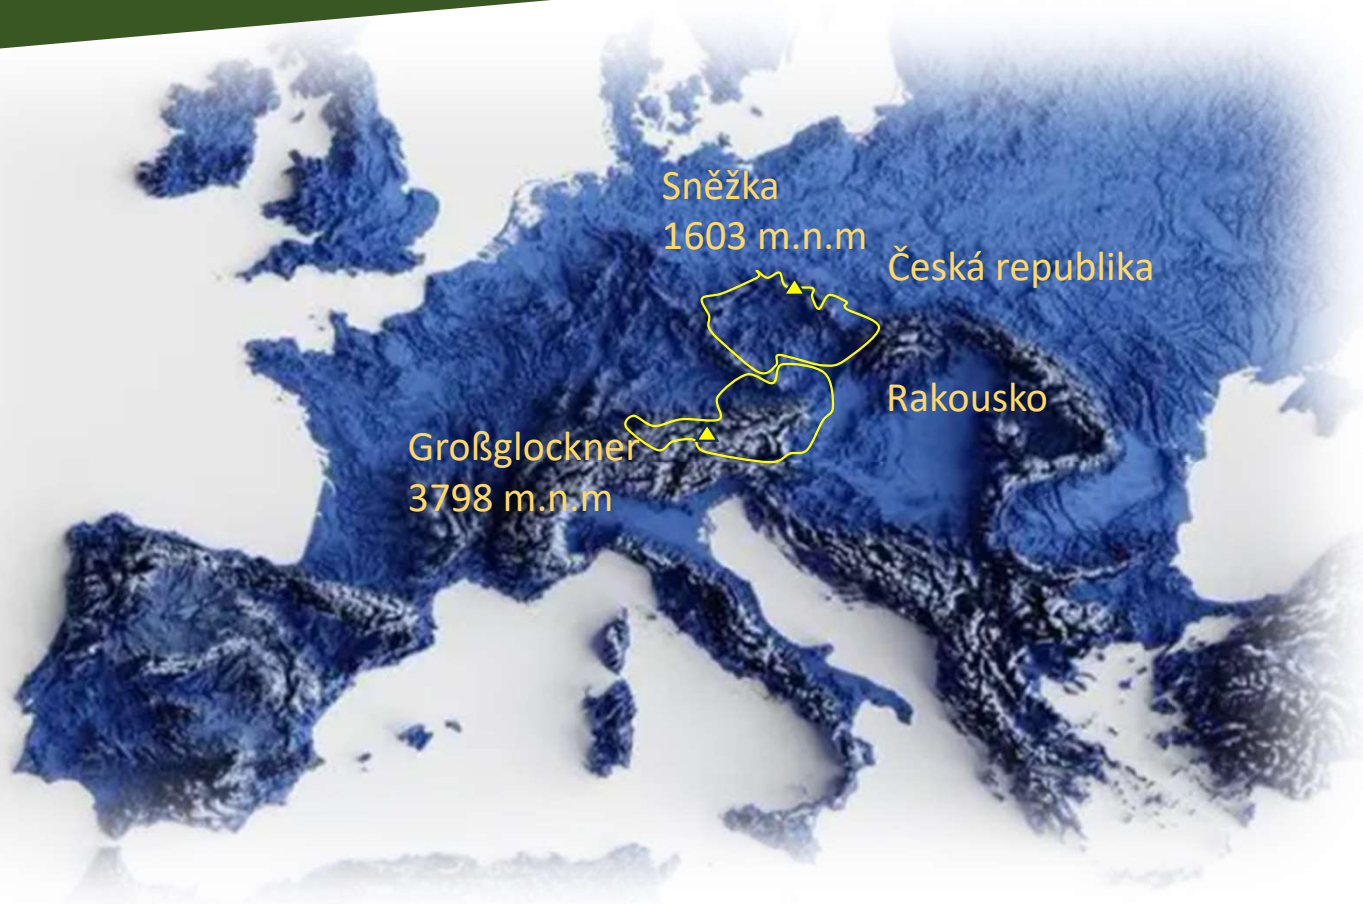 Sněžka
1603 m.n.m
Česká republika
Rakousko
Großglockner
3798 m.n.m